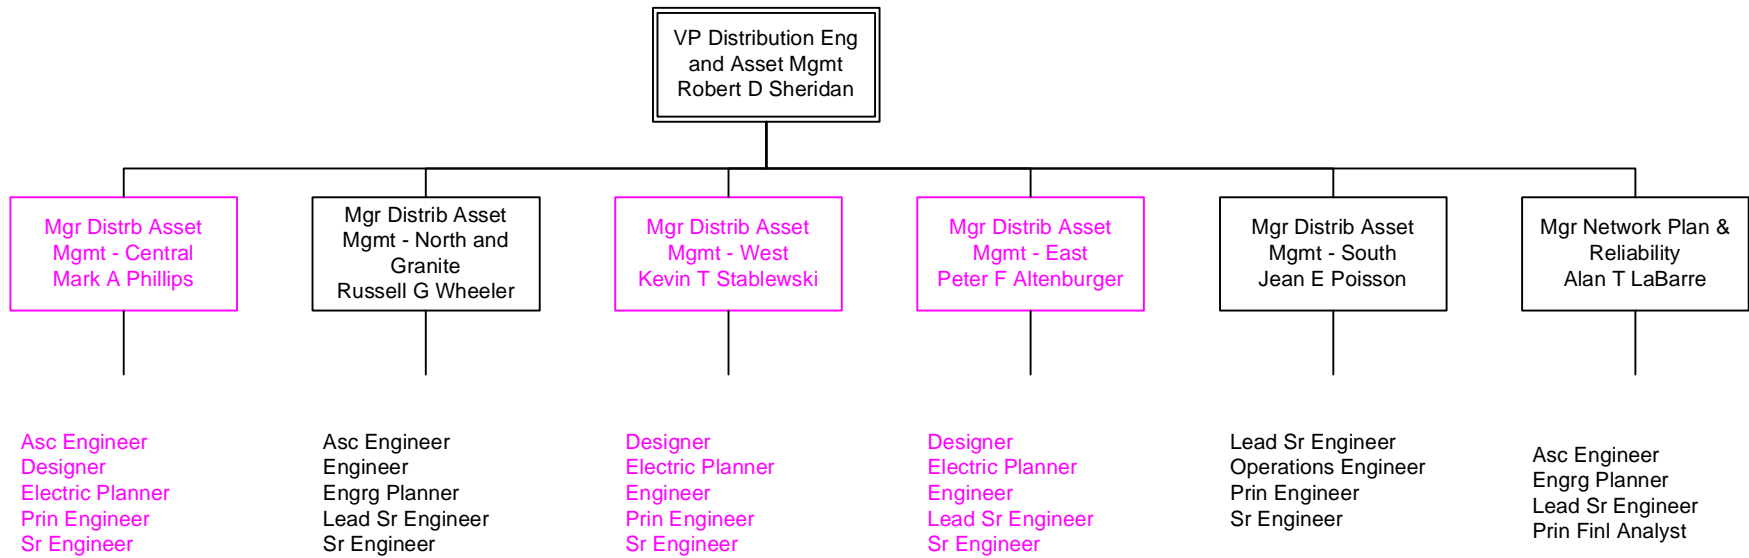 VP Distribution Eng
and Asset Mgmt
Robert D Sheridan
Mgr Distrb Asset
Mgmt - Central
Mark A Phillips
Mgr Distrib Asset
Mgmt - North and
Granite
Russell G Wheeler
Mgr Distrib Asset
Mgmt - West
Kevin T Stablewski
Mgr Distrib Asset
Mgmt - East
Peter F Altenburger
Mgr Distrib Asset
Mgmt - South
Jean E Poisson
Mgr Network Plan &
Reliability
Alan T LaBarre
Asc Engineer
Designer
Electric Planner
Prin Engineer
Sr Engineer
Asc Engineer
Engineer
Engrg Planner
Lead Sr Engineer
Sr Engineer
Designer
Electric Planner
Engineer
Prin Engineer
Sr Engineer
Designer
Electric Planner
Engineer
Lead Sr Engineer
Sr Engineer
Lead Sr Engineer
Operations Engineer
Prin Engineer
Sr Engineer
Asc Engineer
Engrg Planner
Lead Sr Engineer
Prin Finl Analyst